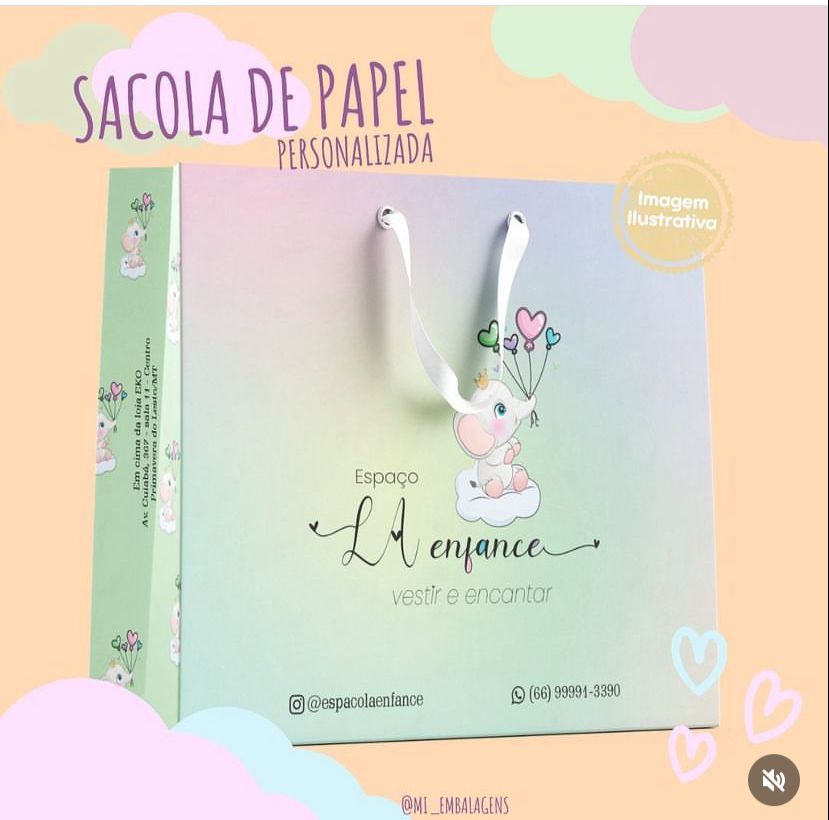 SACOLA DE PAPEL
PERSONALIZADA
Imagem
Ilustrativa
Em cima da loja EKO
Av. Cuiabá, 367 - sala 11 - Centro
Primavera do Leste/MT
Espaço
LA enfance
vestir e encantar
@espacolaenfance
(66) 99991-3390
@MI_EMBALAGENS